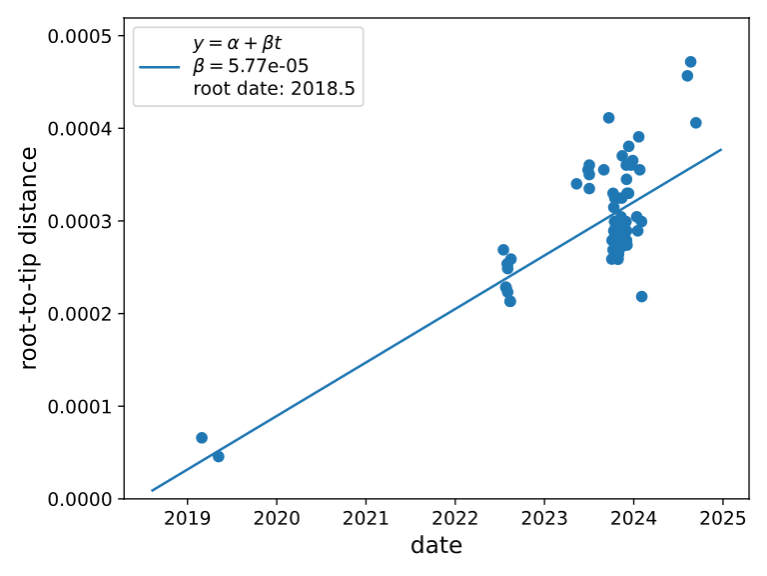 y = α + βt
β = 5.77e-05
root date: 2018.5
0.0005
0.0004
0.0003
0.0002
0.0001
0.0000
root-to-tip distance
2019 2020 2021 2022 2023 2024 2025
date